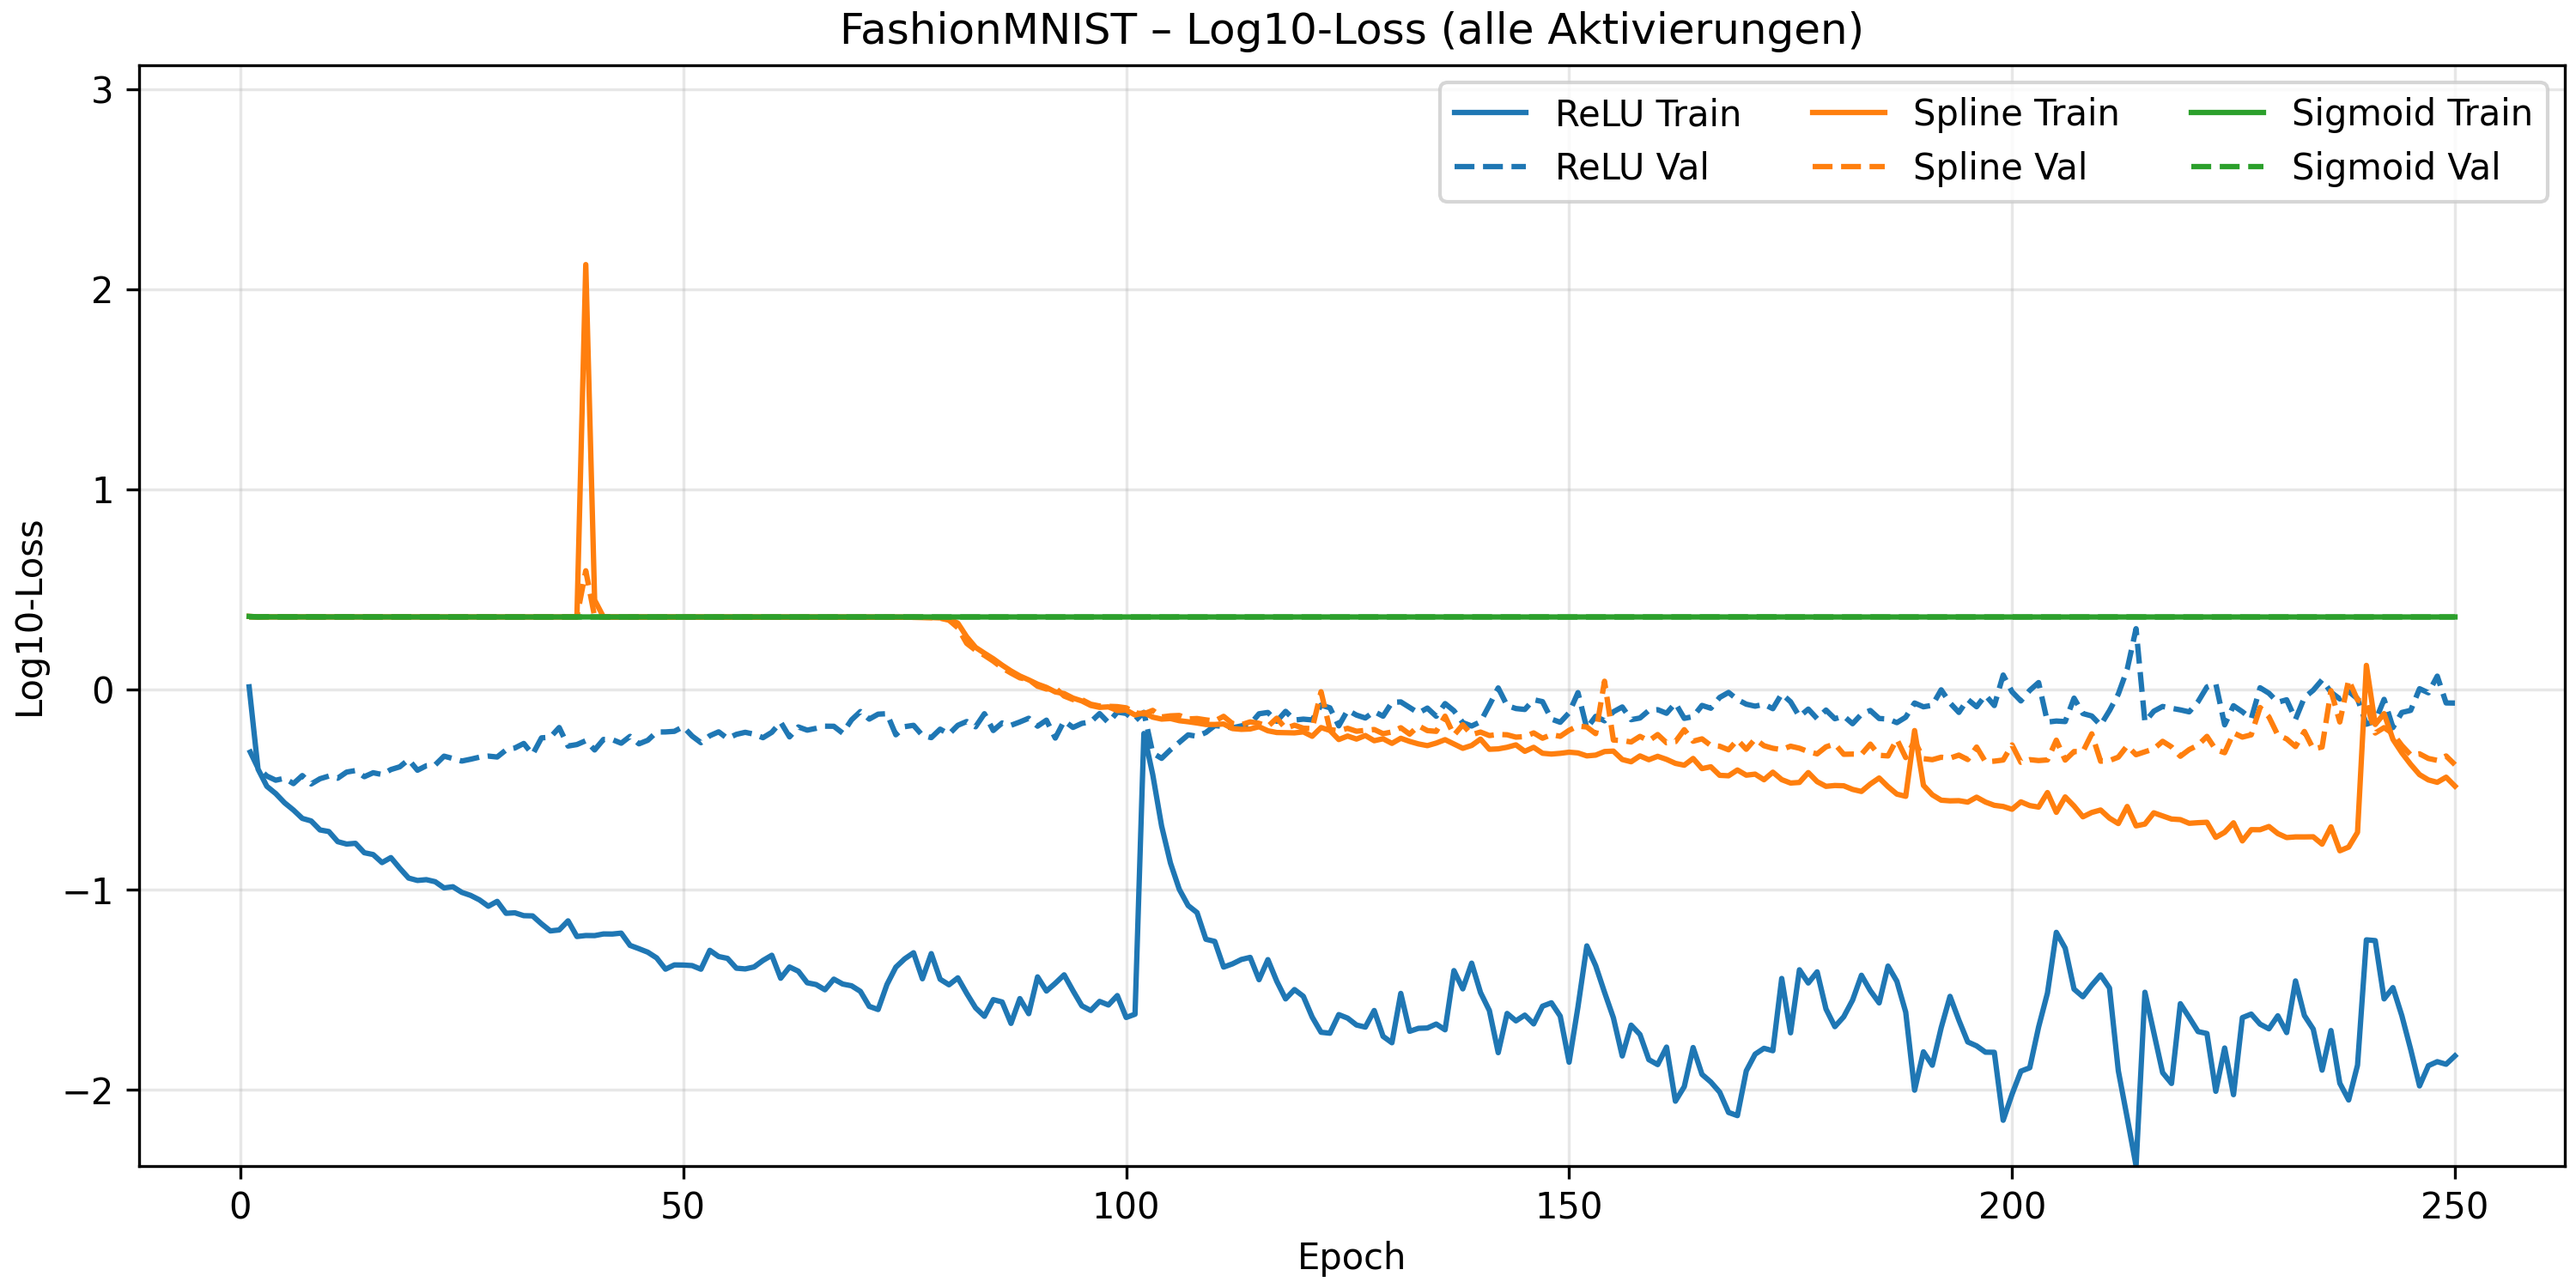 FashionMNIST – Log10-Loss (alle Aktivierungen)
ReLU Train
ReLU Val
Spline Train
Spline Val
Sigmoid Train
Sigmoid Val
Log10-Loss
3
2
1
0
−1
−2
0 50 100 150 200 250
Epoch